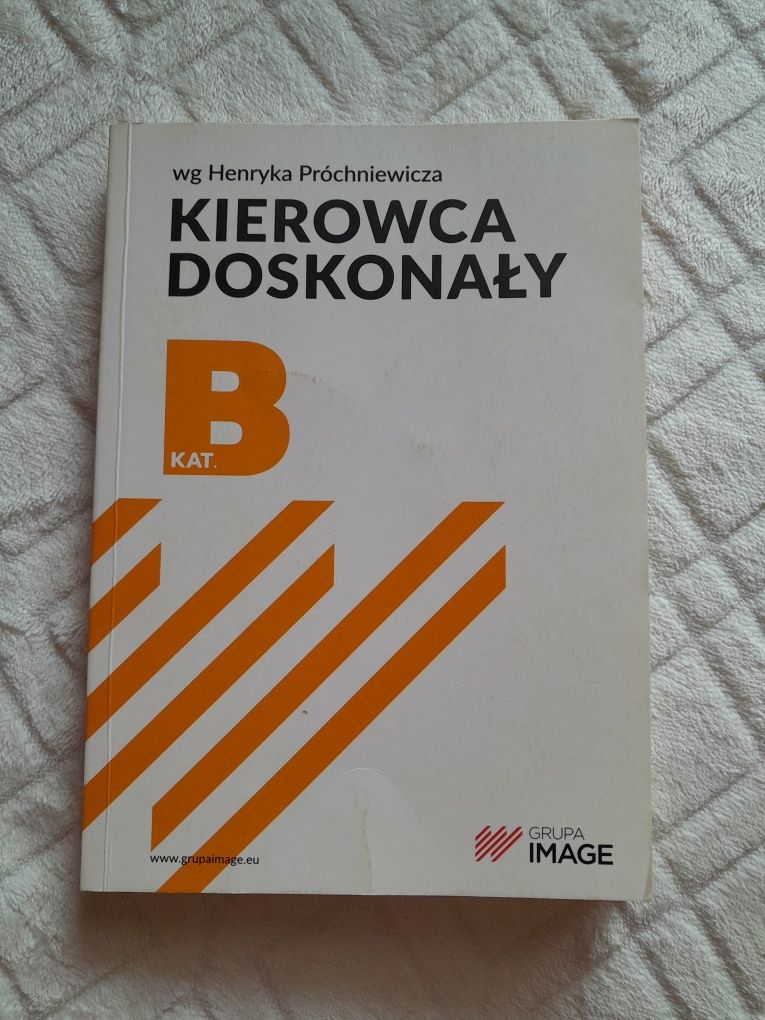 wg Henryka Próchniewicza
KIEROWCA
DOSKONAŁY
B
KAT.
www.grupaimage.eu
GRUPA
IMAGE